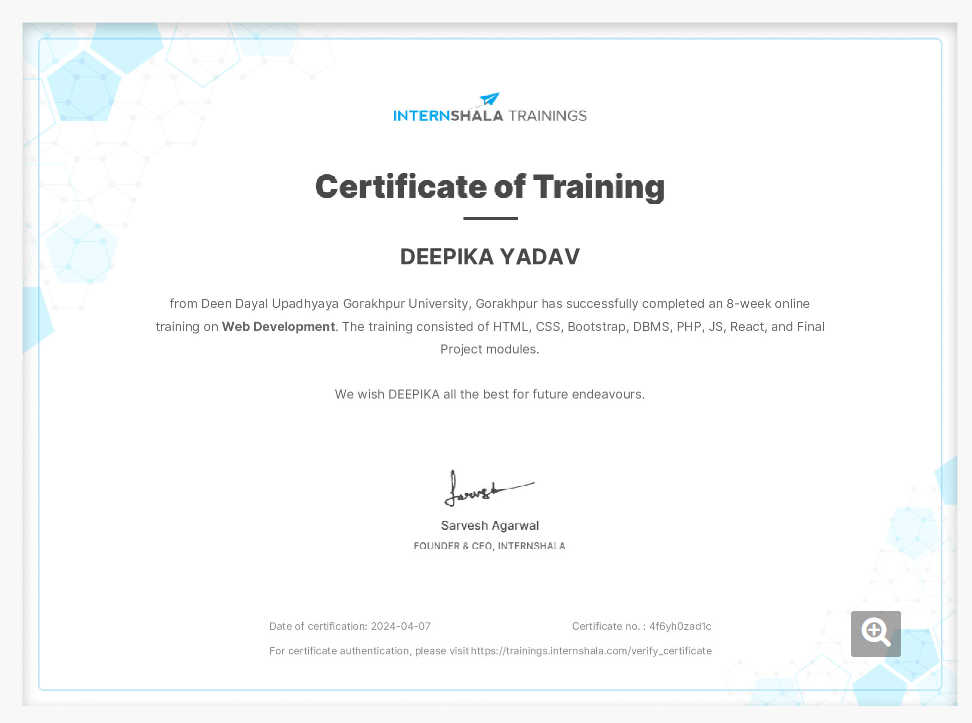 INTERNSHALA TRAININGS
Certificate of Training
DEEPIKA YADAV
from Deen Dayal Upadhyaya Gorakhpur University, Gorakhpur has successfully completed an 8-week online
training on Web Development. The training consisted of HTML, CSS, Bootstrap, DBMS, PHP, JS, React, and Final
Project modules.
We wish DEEPIKA all the best for future endeavours.
Sarvesh
Sarvesh Agarwal
FOUNDER & CEO, INTERNSHALA
Date of certification: 2024-04-07 Certificate no. : 4f6yh0zad1c
For certificate authentication, please visit https://trainings.internshala.com/verify_certificate